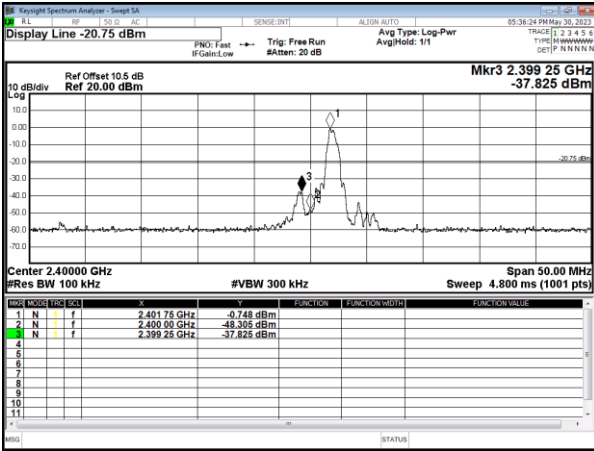 Keysight Spectrum Analyzer - Swept SA
RL RF 50 Ω AC SENSE:INT ALIGN AUTO 05:36:24 PM May 30, 2023
Display Line -20.75 dBm
PNO: Fast Trig: Free Run Avg Type: Log-Pwr TRACE 1 2 3 4 5 6
IFGain:Low #Atten: 20 dB Avg|Hold: 1/1 TYPE M W W W W W
DET P N N N N N
Mkr3 2.399 25 GHz
-37.825 dBm
Ref Offset 10.5 dB
10 dB/div Ref 20.00 dBm
Log
10.0
0.00
-10.0
-20.0
-30.0
-40.0
-50.0
-60.0
-70.0
1
3
2
-20.75 dBm
Center 2.40000 GHz Span 50.00 MHz
#Res BW 100 kHz #VBW 300 kHz Sweep 4.800 ms (1001 pts)
MKR MODE TRC SCL X Y FUNCTION FUNCTION WIDTH FUNCTION VALUE
1 N 1 f 2.401 75 GHz -0.748 dBm
2 N 1 f 2.400 00 GHz -48.305 dBm
3 N 1 f 2.399 25 GHz -37.825 dBm
4
5
6
7
8
9
10
11
MSG STATUS